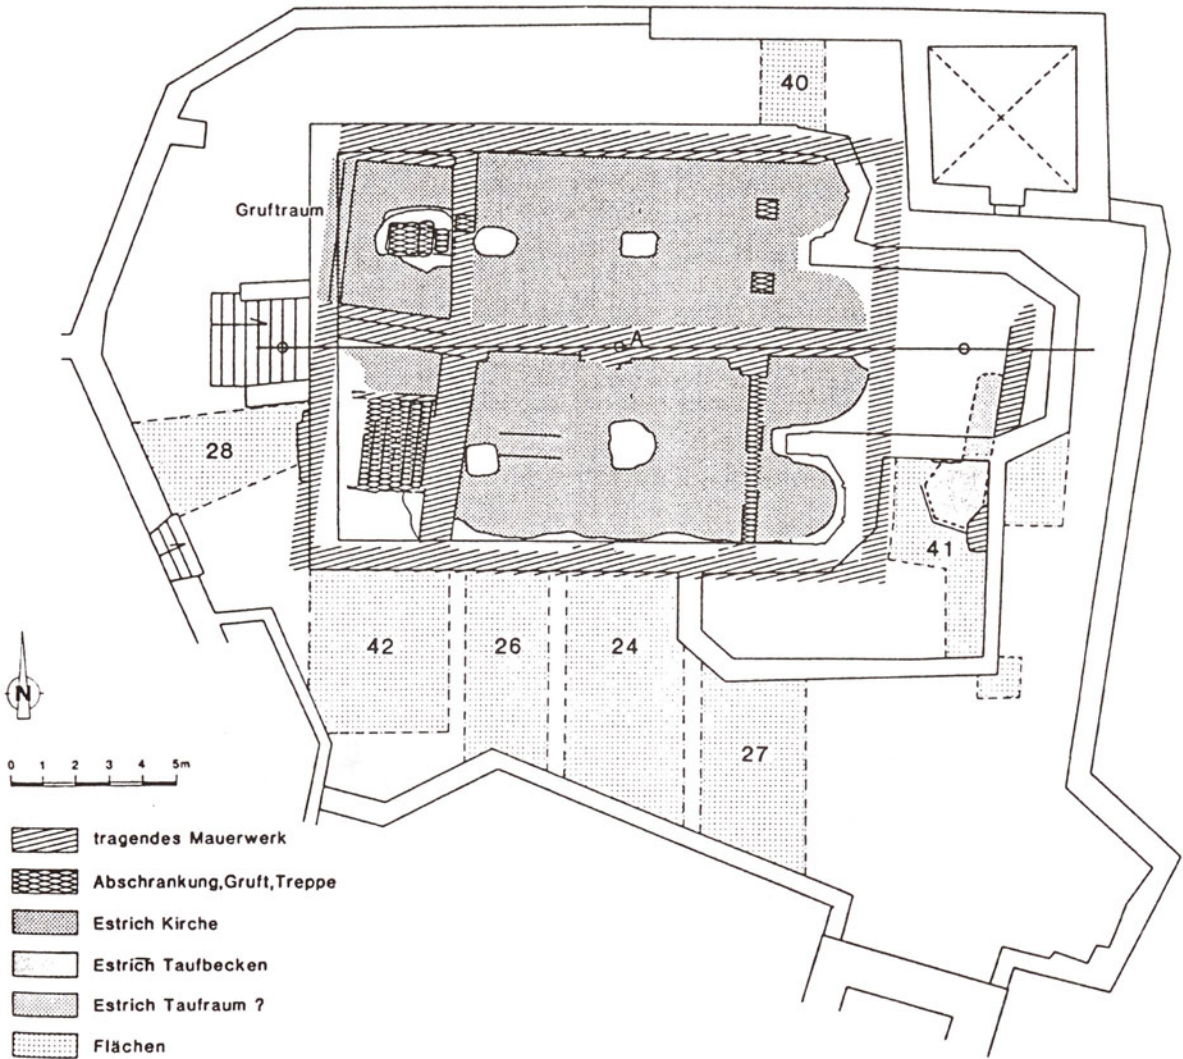 40
Gruftraum
A
28
41
42
26
24
27
N
0 1 2 3 4 5m
tragendes Mauerwerk
Abschrankung,Gruft,Treppe
Estrich Kirche
Estrich Taufbecken
Estrich Taufraum ?
Flächen